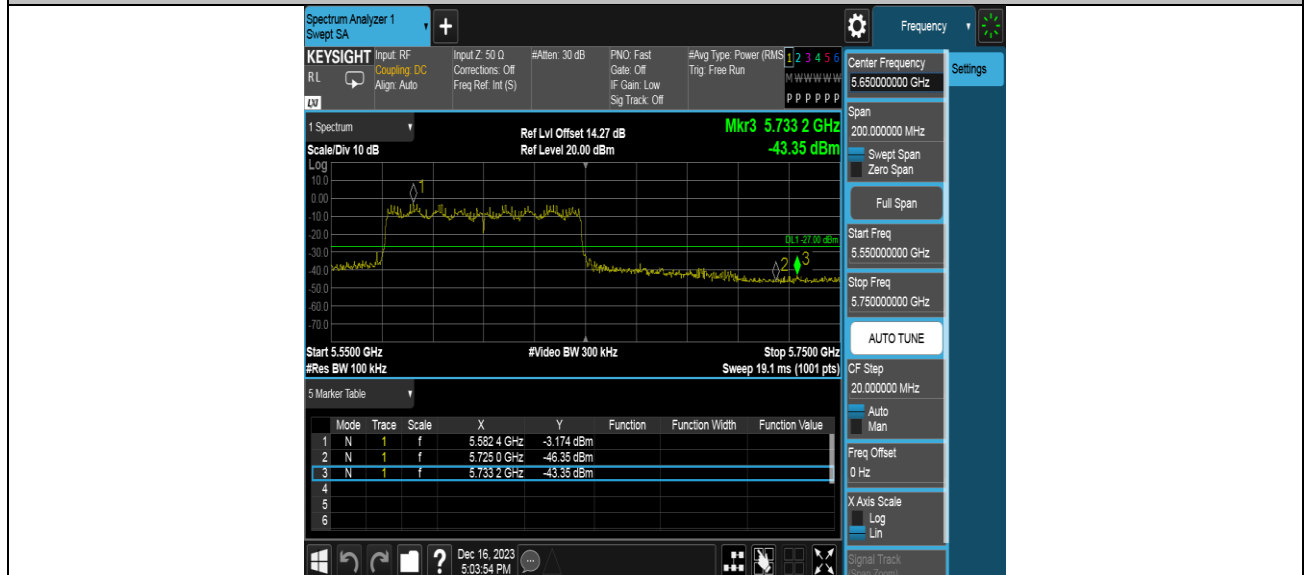 Spectrum Analyzer 1
Swept SA
+
Frequency
KEYSIGHT Input: RF Input Z: 50 Ω #Atten: 30 dB PNO: Fast #Avg Type: Power (RMS 1 2 3 4 5 6
RL Coupling: DC Corrections: Off Gate: Off Trig: Free Run
Align: Auto Freq Ref: Int (S) IF Gain: Low M W W W W W
LXI Sig Track: Off P P P P P P
Center Frequency
5.650000000 GHz
Settings
Span
200.000000 MHz
Swept Span
Zero Span
Full Span
Start Freq
5.550000000 GHz
Stop Freq
5.750000000 GHz
AUTO TUNE
CF Step
20.000000 MHz
Auto
Man
Freq Offset
0 Hz
X Axis Scale
Log
Lin
Signal Track
(Span Zoom)
1 Spectrum Ref Lvl Offset 14.27 dB Mkr3 5.733 2 GHz
Scale/Div 10 dB Ref Level 20.00 dBm -43.35 dBm
Log
10.0
0.00
-10.0
-20.0
-30.0
-40.0
-50.0
-60.0
-70.0
1
DL1 -27.00 dBm
2
3
Start 5.5500 GHz #Video BW 300 kHz Stop 5.7500 GHz
#Res BW 100 kHz Sweep 19.1 ms (1001 pts)
5 Marker Table
Mode Trace Scale X Y Function Function Width Function Value
1 N 1 f 5.582 4 GHz -3.174 dBm
2 N 1 f 5.725 0 GHz -46.35 dBm
3 N 1 f 5.733 2 GHz -43.35 dBm
4
5
6
? Dec 16, 2023
5:03:54 PM